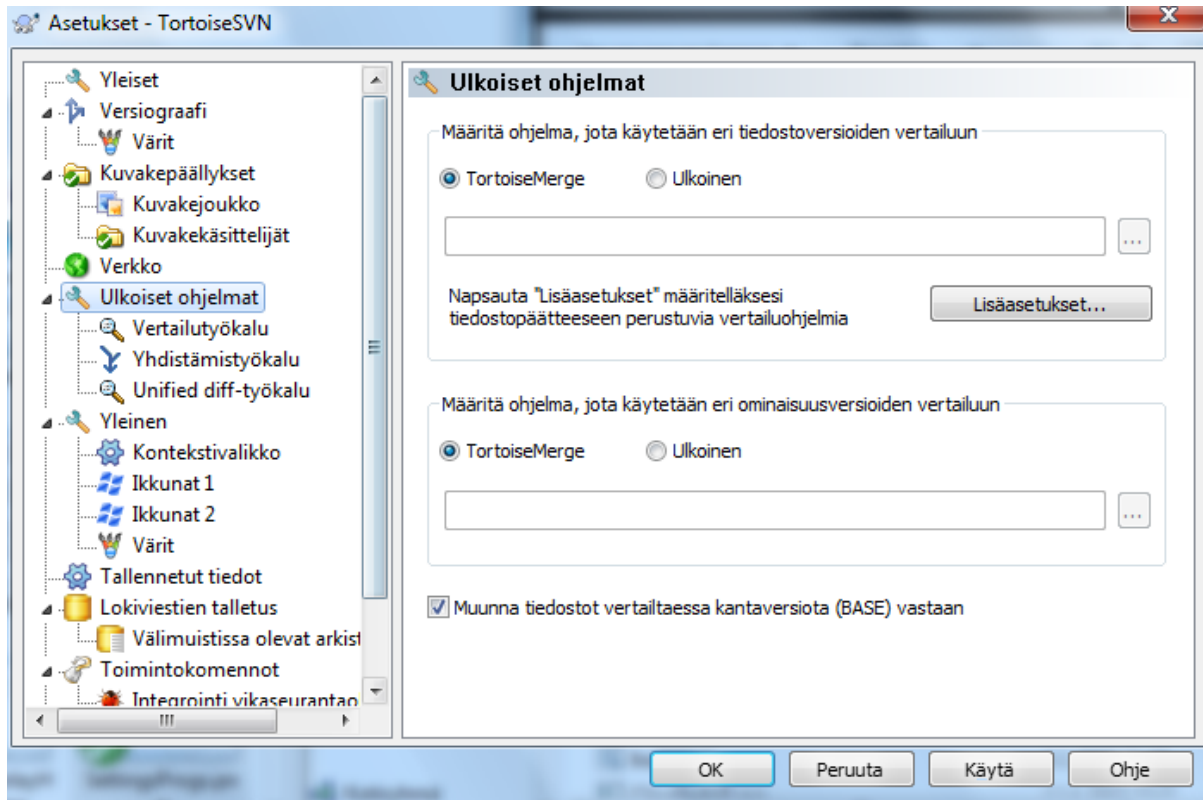 Asetukset - TortoiseSVN
Yleiset
Versiograafi
Värit
Kuvakepäällykset
Kuvakejoukko
Kuvakekäsittelijät
Verkko
Ulkoiset ohjelmat
Vertailutyökalu
Yhdistämistyökalu
Unified diff-työkalu
Yleinen
Kontekstivalikko
Ikkunat 1
Ikkunat 2
Värit
Tallennetut tiedot
Lokiviestien talletus
Välimuistissa olevat arkist
Toimintokomennot
Integrointi vikaseurantao
Ulkoiset ohjelmat
Määritä ohjelma, jota käytetään eri tiedostoversioiden vertailuun
TortoiseMerge Ulkoinen
...
Napsauta "Lisäasetukset" määritelläksesi
tiedostopäätteeseen perustuvia vertailuohjelmia
Lisäasetukset...
Määritä ohjelma, jota käytetään eri ominaisuusversioiden vertailuun
TortoiseMerge Ulkoinen
...
Muunna tiedostot vertailtaessa kantaversiota (BASE) vastaan
OK Peruuta Käytä Ohje